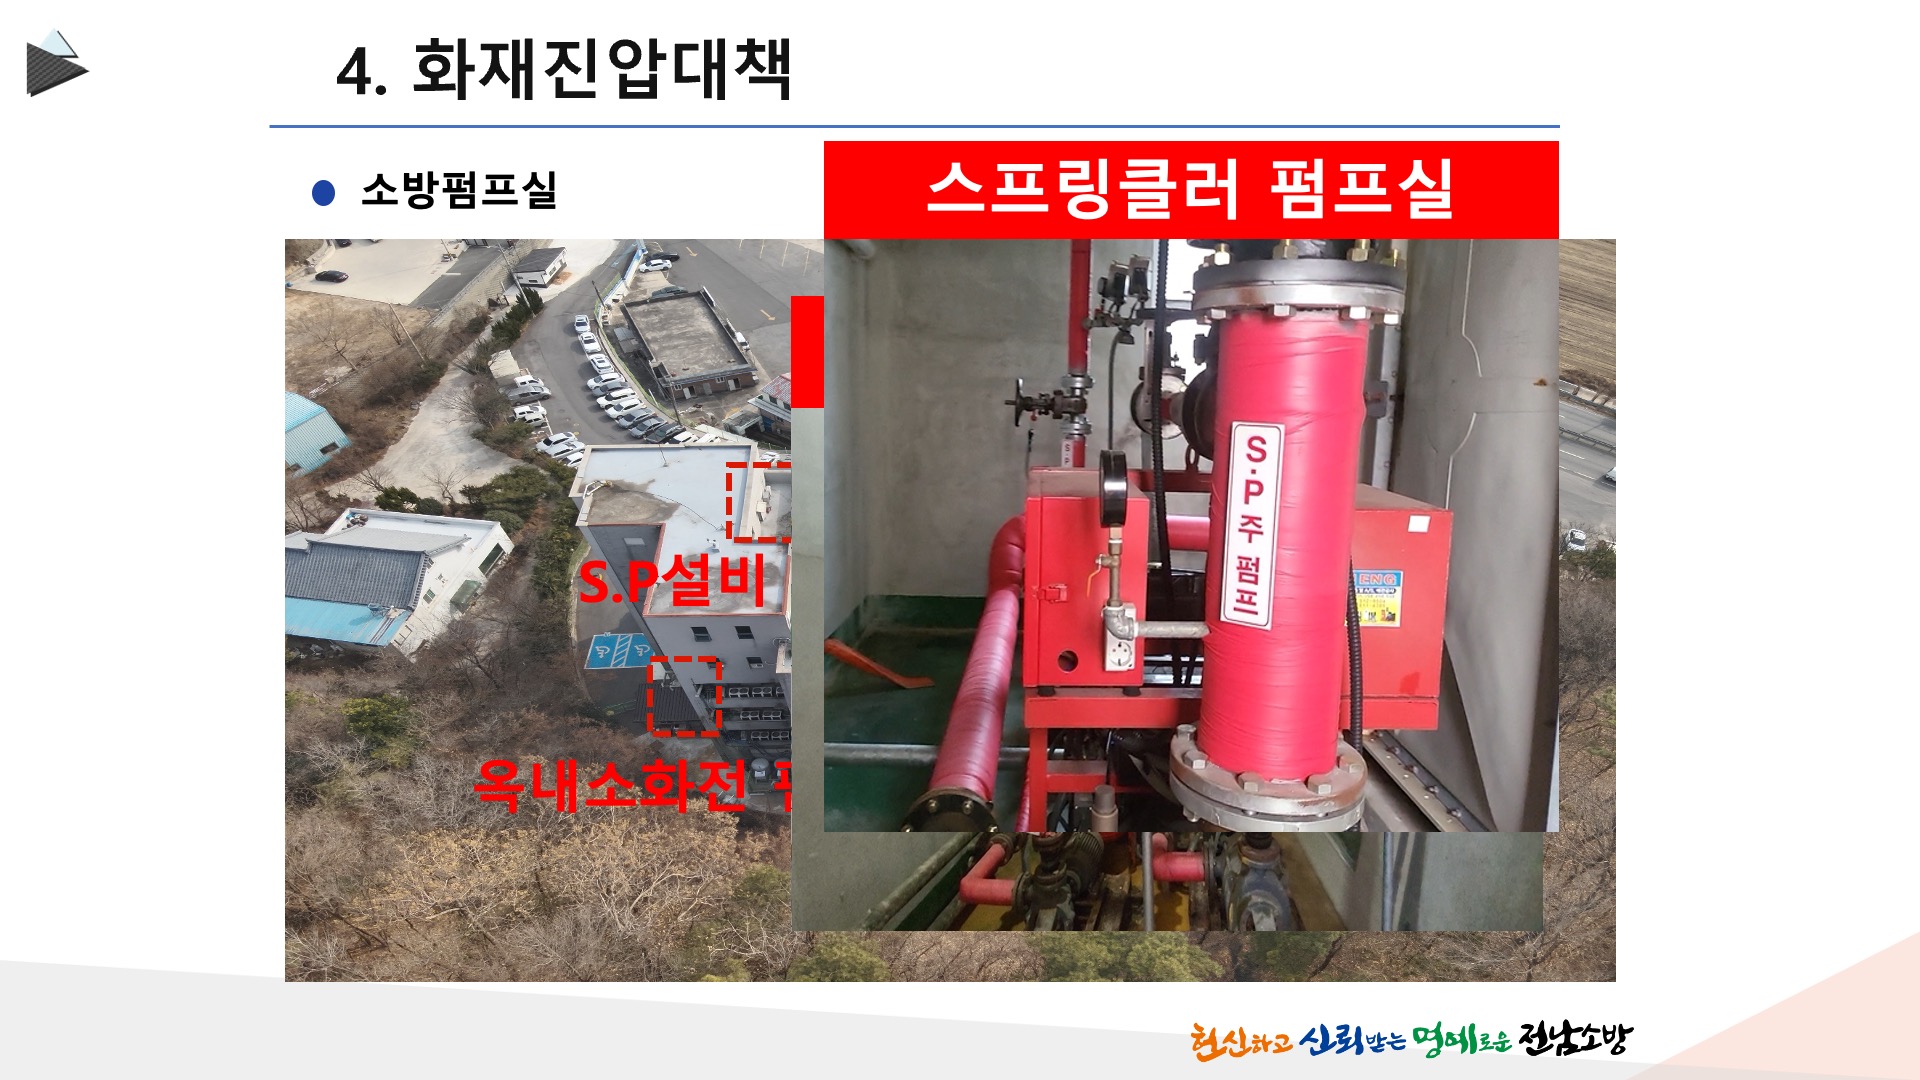 4. 화재진압대책
소방펌프실
스프링클러 펌프실
S.P설비
옥내소화전
S.P 주 펌프
ENG
헌신하고 신뢰받는 명예로운 전남소방